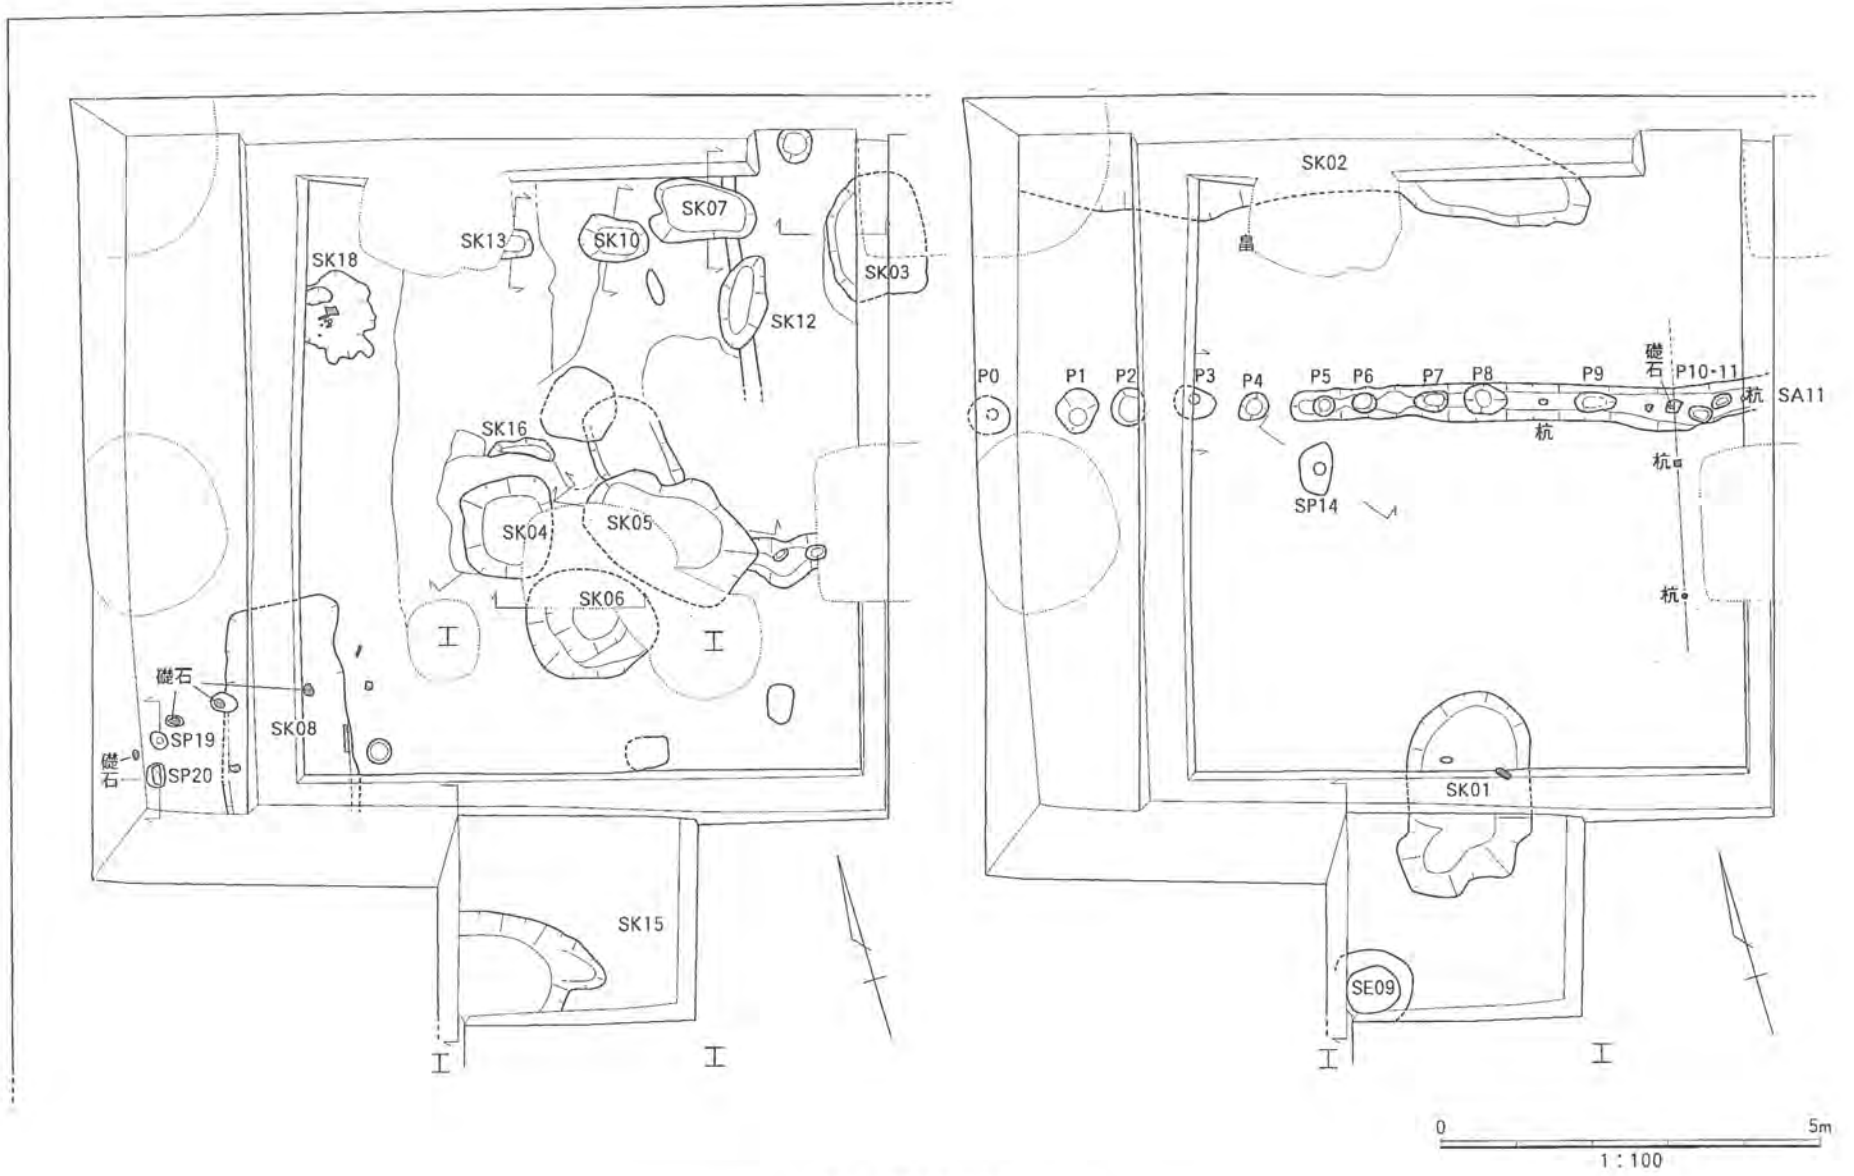 SK07
SK13
SK10
SK18
SK03
SK12
SK16
SK05
SK04
SK06
工
工
礎石
SK08
SP19
礎石
SP20
SK15
工
工
SK02
畠
礎石
P0
P1
P2
P3
P4
P5
P6
P7
P8
P9
P10-11
杭
SA11
杭
杭
SP14
杭
SK01
SE09
工
工
0
5m
1:100